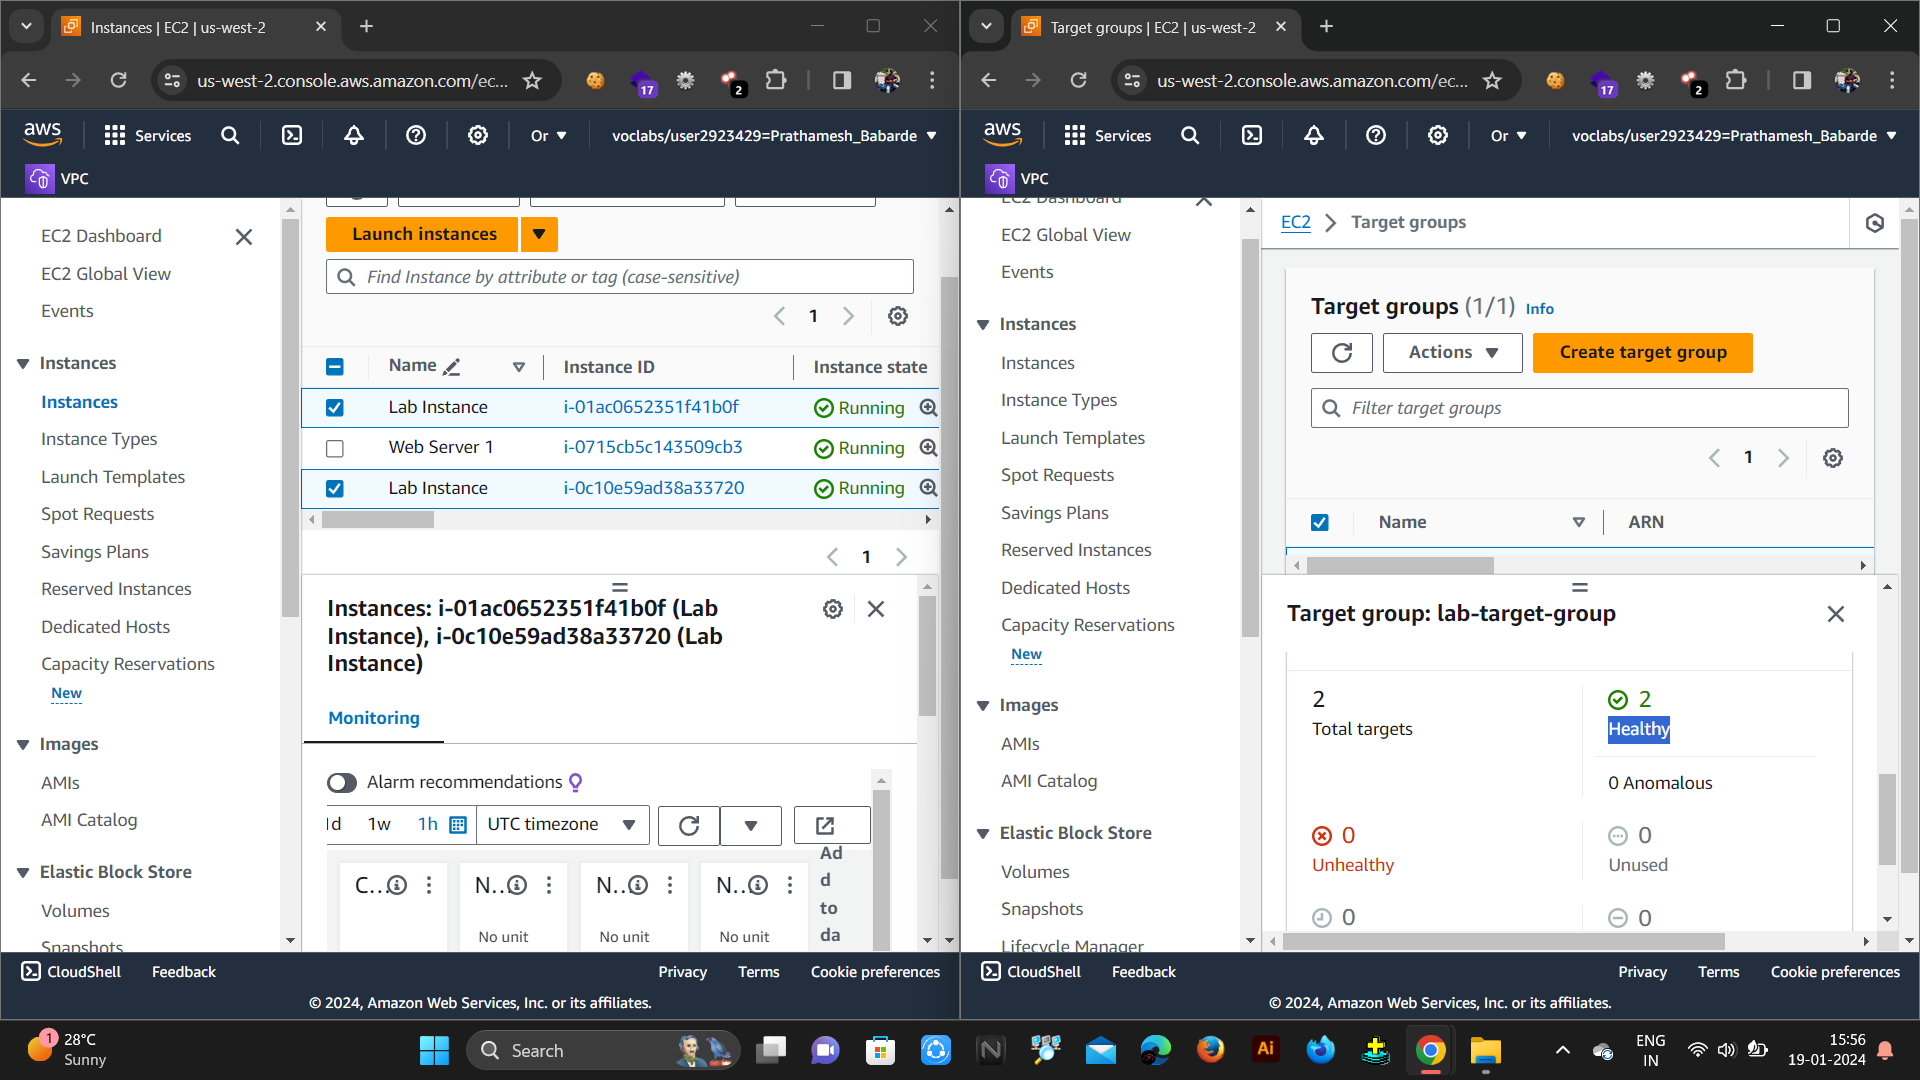 Instances | EC2 | us-west-2
us-west-2.console.aws.amazon.com/ec...
17
2
aws
Services
Or
voclabs/user2923429=Prathamesh_Babarde
VPC
EC2 Dashboard
EC2 Global View
Events
Instances
Instances
Instance Types
Launch Templates
Spot Requests
Savings Plans
Reserved Instances
Dedicated Hosts
Capacity Reservations
New
Images
AMIs
AMI Catalog
Elastic Block Store
Volumes
Snapshots
Launch instances
Find Instance by attribute or tag (case-sensitive)
1
Name
Instance ID
Instance state
Lab Instance i-01ac0652351f41b0f Running
Web Server 1 i-0715cb5c143509cb3 Running
Lab Instance i-0c10e59ad38a33720 Running
1
Instances: i-01ac0652351f41b0f (Lab
Instance), i-0c10e59ad38a33720 (Lab
Instance)
Monitoring
Alarm recommendations
1w 1h UTC timezone
Ad
d
to
da
C... N... N... N...
No unit No unit No unit
CloudShell Feedback Privacy Terms Cookie preferences
© 2024, Amazon Web Services, Inc. or its affiliates.
Target groups | EC2 | us-west-2
us-west-2.console.aws.amazon.com/ec...
17
2
aws
Services
Or
voclabs/user2923429=Prathamesh_Babarde
VPC
EC2 Dashboard
EC2 Global View
Events
Instances
Instances
Instance Types
Launch Templates
Spot Requests
Savings Plans
Reserved Instances
Dedicated Hosts
Capacity Reservations
New
Images
AMIs
AMI Catalog
Elastic Block Store
Volumes
Snapshots
Lifecycle Manager
EC2 Target groups
Target groups (1/1) Info
Actions
Create target group
Filter target groups
1
Name
ARN
Target group: lab-target-group
2
Total targets
2
Healthy
0 Anomalous
0
Unhealthy
0
Unused
0
0
CloudShell Feedback Privacy Terms Cookie preferences
© 2024, Amazon Web Services, Inc. or its affiliates.
1
28°C
Sunny
Search
Ai
ENG
IN
15:56
19-01-2024